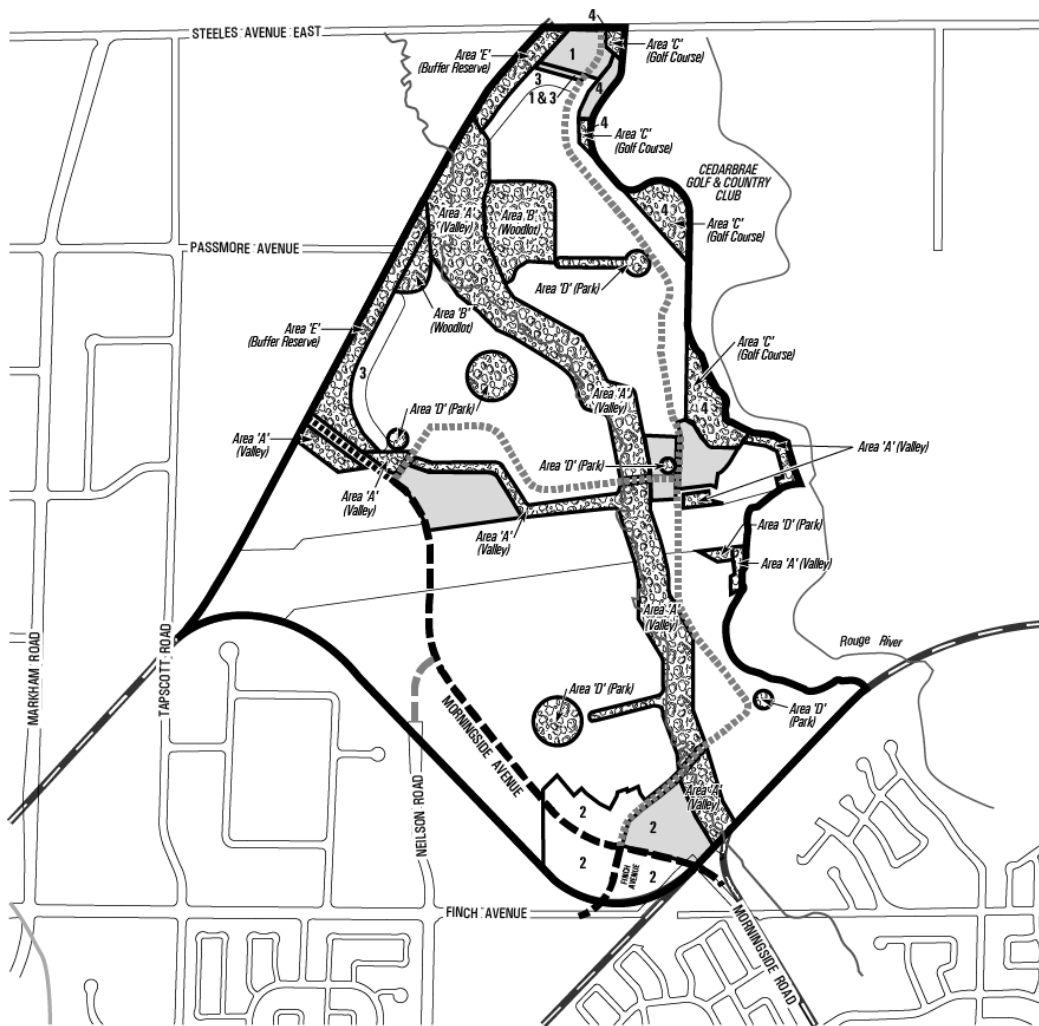 STEELES AVENUE EAST
4
Area 'E'
(Buffer Reserve)
1
Area 'C'
(Golf Course)
3
1 & 3
4
4
Area 'C'
(Golf Course)
CEDARBRAE
GOLF & COUNTRY
CLUB
4
Area 'A'
(Valley)
Area 'B'
(Woodlot)
Area 'C'
(Golf Course)
PASSMORE AVENUE
Area 'D' (Park)
Area 'B'
(Woodlot)
Area 'E'
(Buffer Reserve)
Area 'C'
(Golf Course)
3
Area 'A'
(Valley)
4
Area 'D' (Park)
Area 'A'
(Valley)
Area 'A' (Valley)
Area 'D' (Park)
Area 'A'
(Valley)
Area 'A'
(Valley)
Area 'D' (Park)
Area 'A' (Valley)
Area 'A'
(Valley)
Rouge River
MARKHAM ROAD
TAPSCOTT ROAD
Area 'D' (Park)
Area 'D'
(Park)
MORNINGSIDE AVENUE
NEILSON ROAD
Area 'A'
(Valley)
2
2
2
FINCH
AVENUE
2
FINCH AVENUE
MORNINGSIDE ROAD